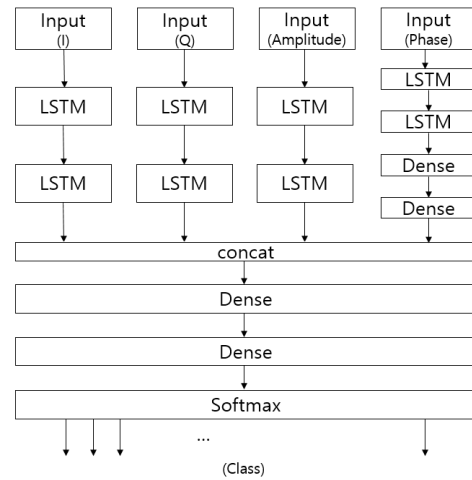 Input Input Input Input
(I) (Q) (Amplitude) (Phase)
LSTM
LSTM LSTM LSTM
LSTM
Dense
LSTM LSTM LSTM
Dense
concat
Dense
Dense
Softmax
...
(Class)